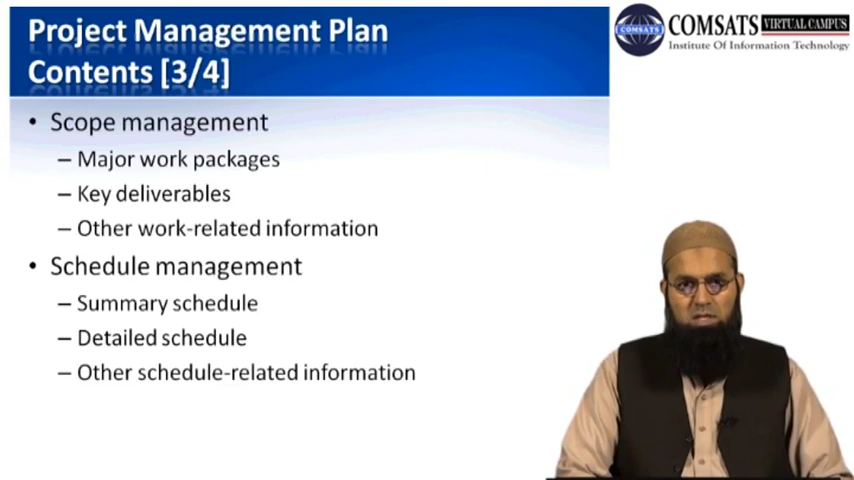 Project Management Plan
Contents [3/4]
• Scope management
– Major work packages
– Key deliverables
– Other work-related information
• Schedule management
– Summary schedule
– Detailed schedule
– Other schedule-related information
COMSATS
COMSATS VIRTUAL CAMPUS
Institute Of Information Technology